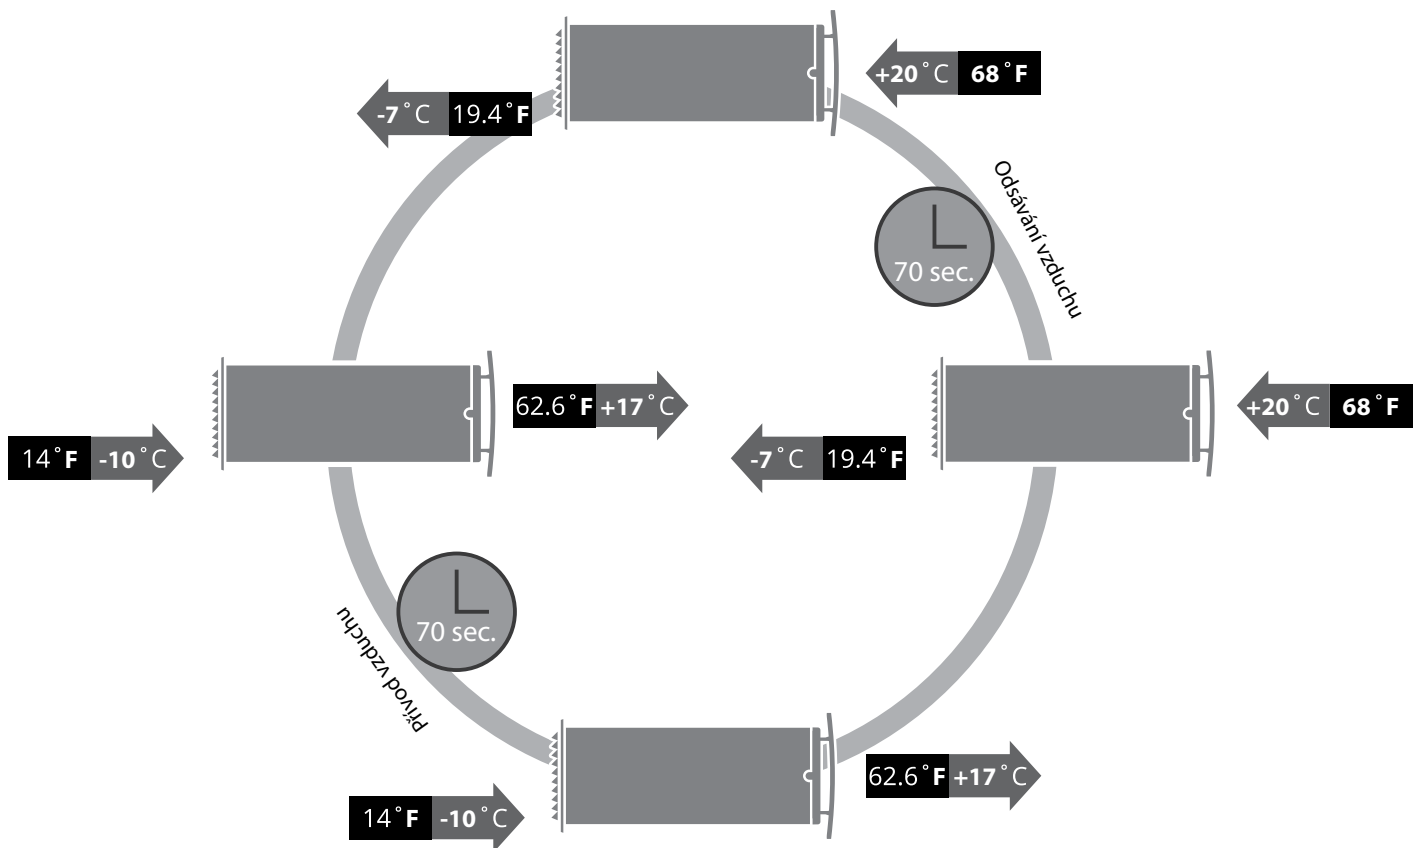 +20°C 68°F
-7°C 19.4°F
Odsávání vzduchu
70 sec.
62.6°F +17°C
+20°C 68°F
14°F -10°C
-7°C 19.4°F
70 sec.
Přívod vzduchu
62.6°F +17°C
14°F -10°C